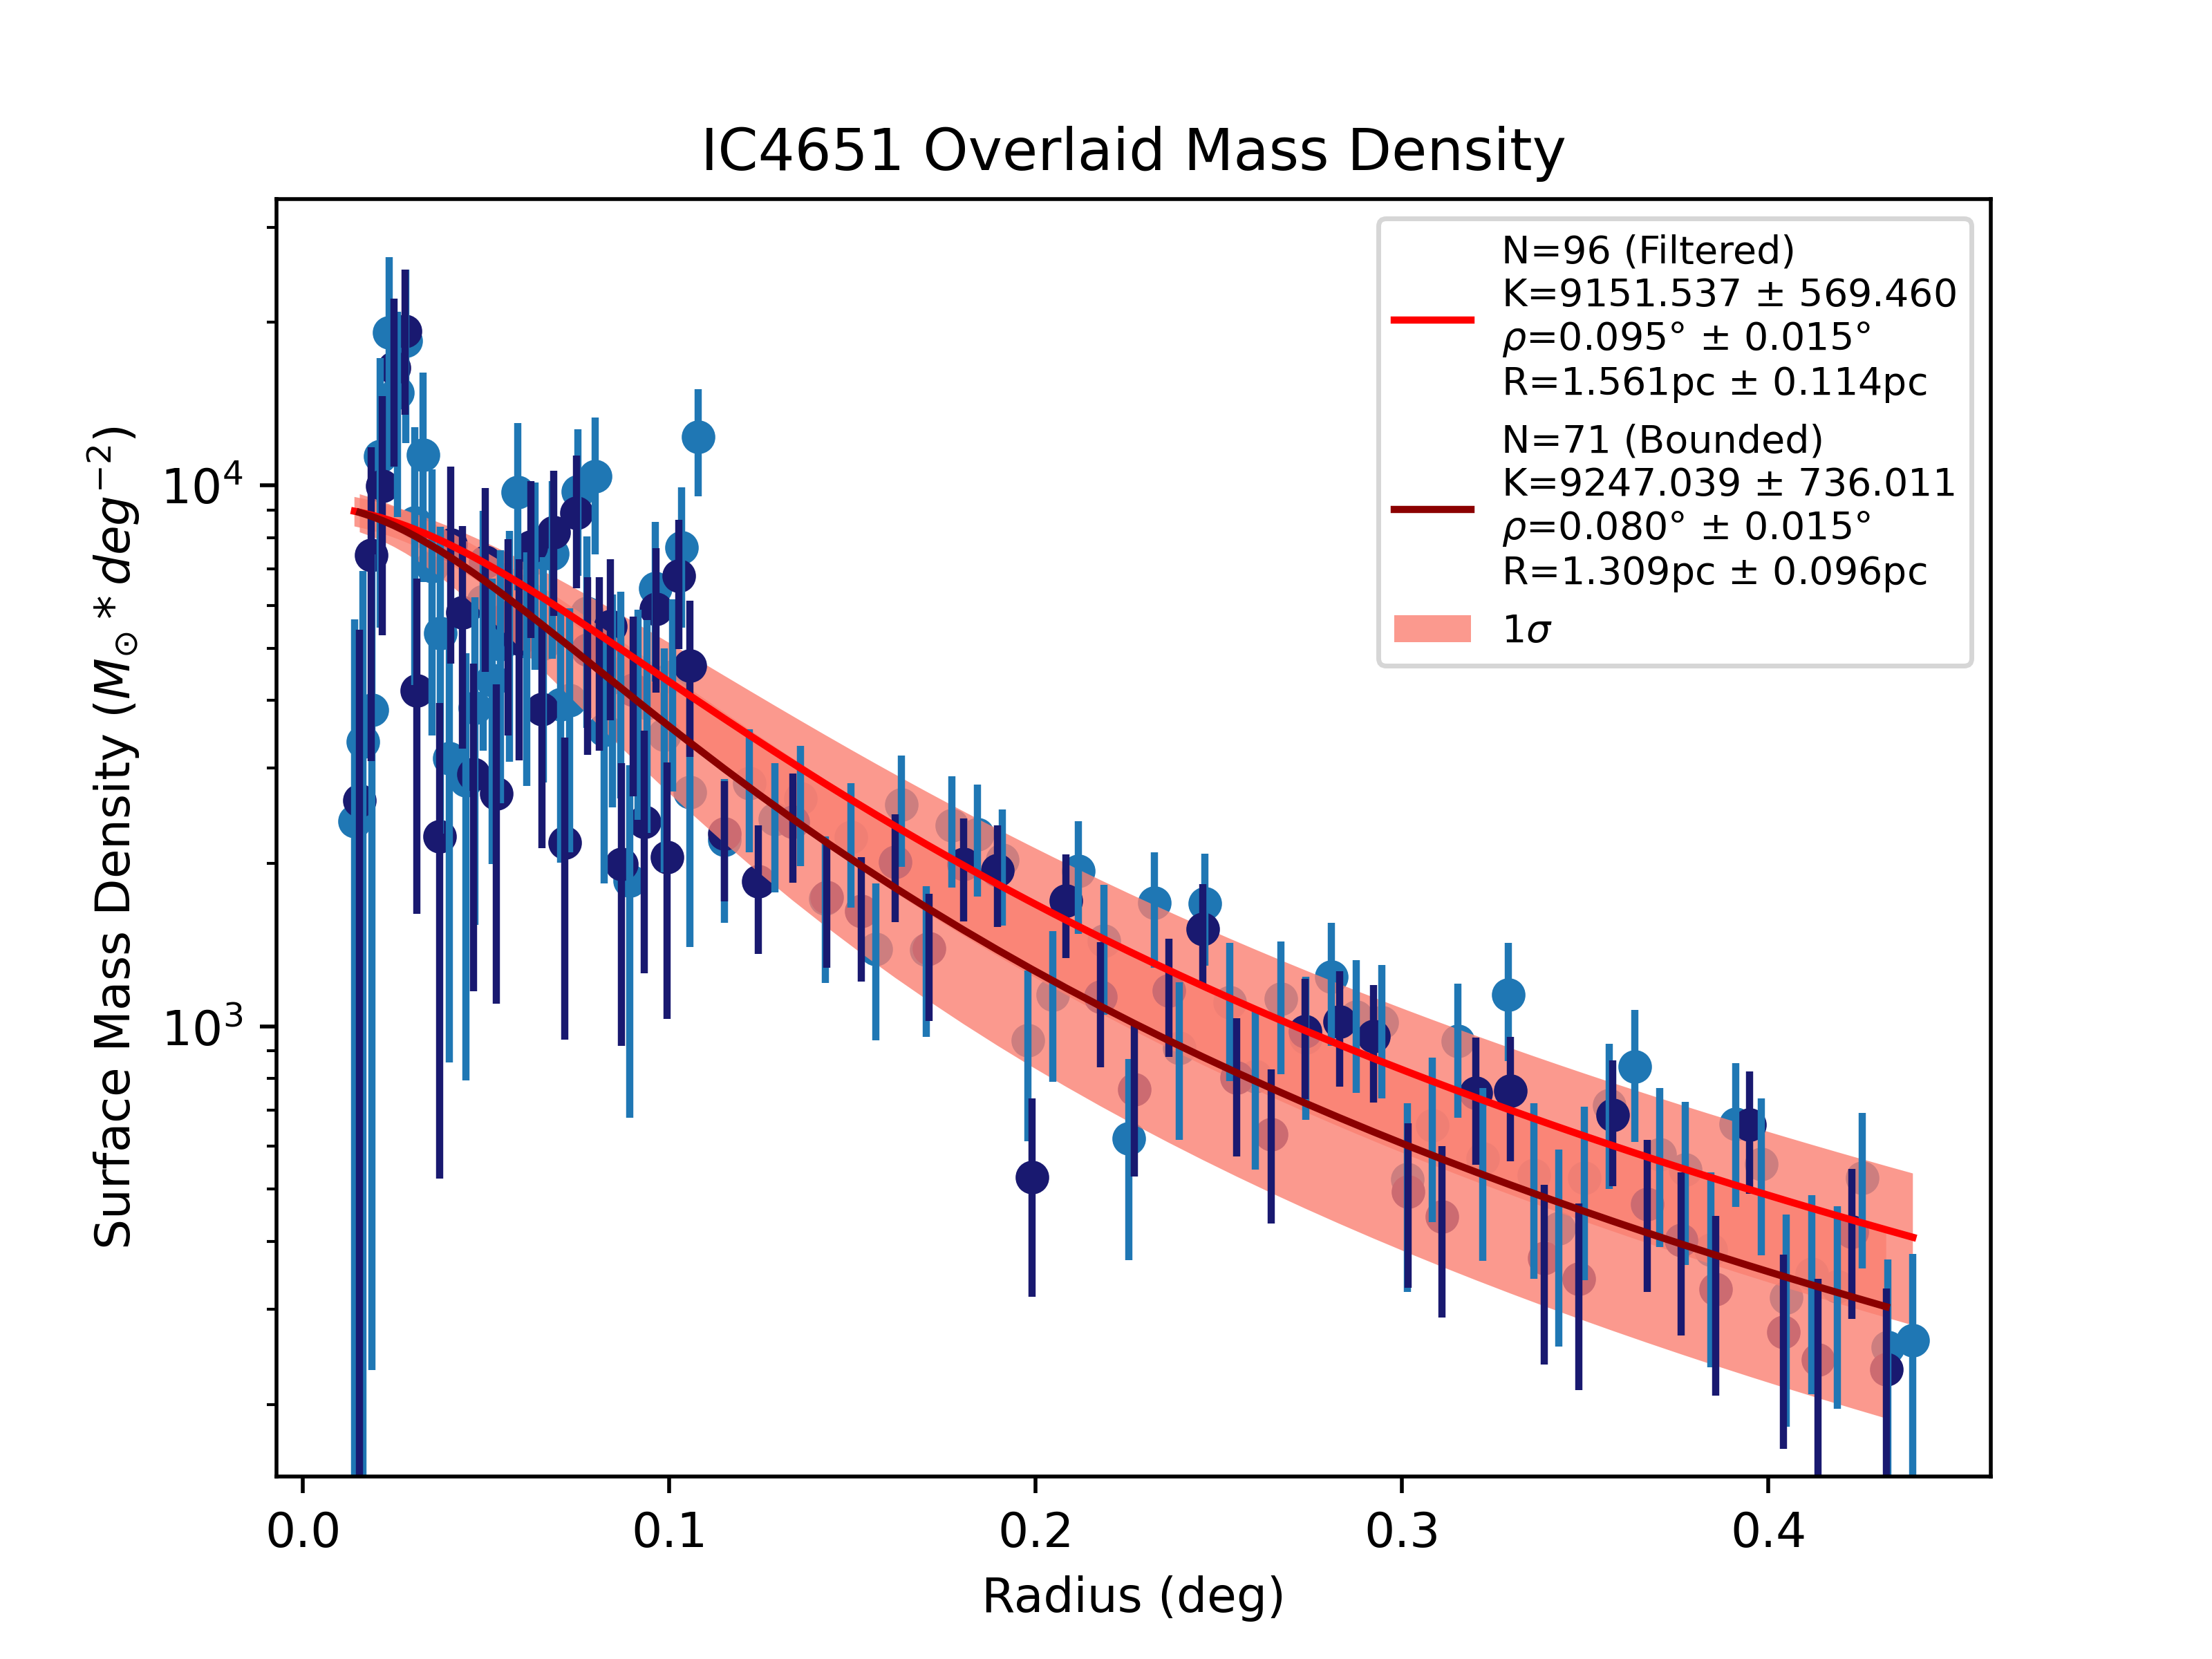 IC4651 Overlaid Mass Density
N=96 (Filtered)
K=9151.537 ± 569.460
ρ=0.095° ± 0.015°
R=1.561pc ± 0.114pc
N=71 (Bounded)
K=9247.039 ± 736.011
ρ=0.080° ± 0.015°
R=1.309pc ± 0.096pc
1σ
Surface Mass Density (M⊙ * deg⁻²)
10⁴
10³
0.0 0.1 0.2 0.3 0.4
Radius (deg)